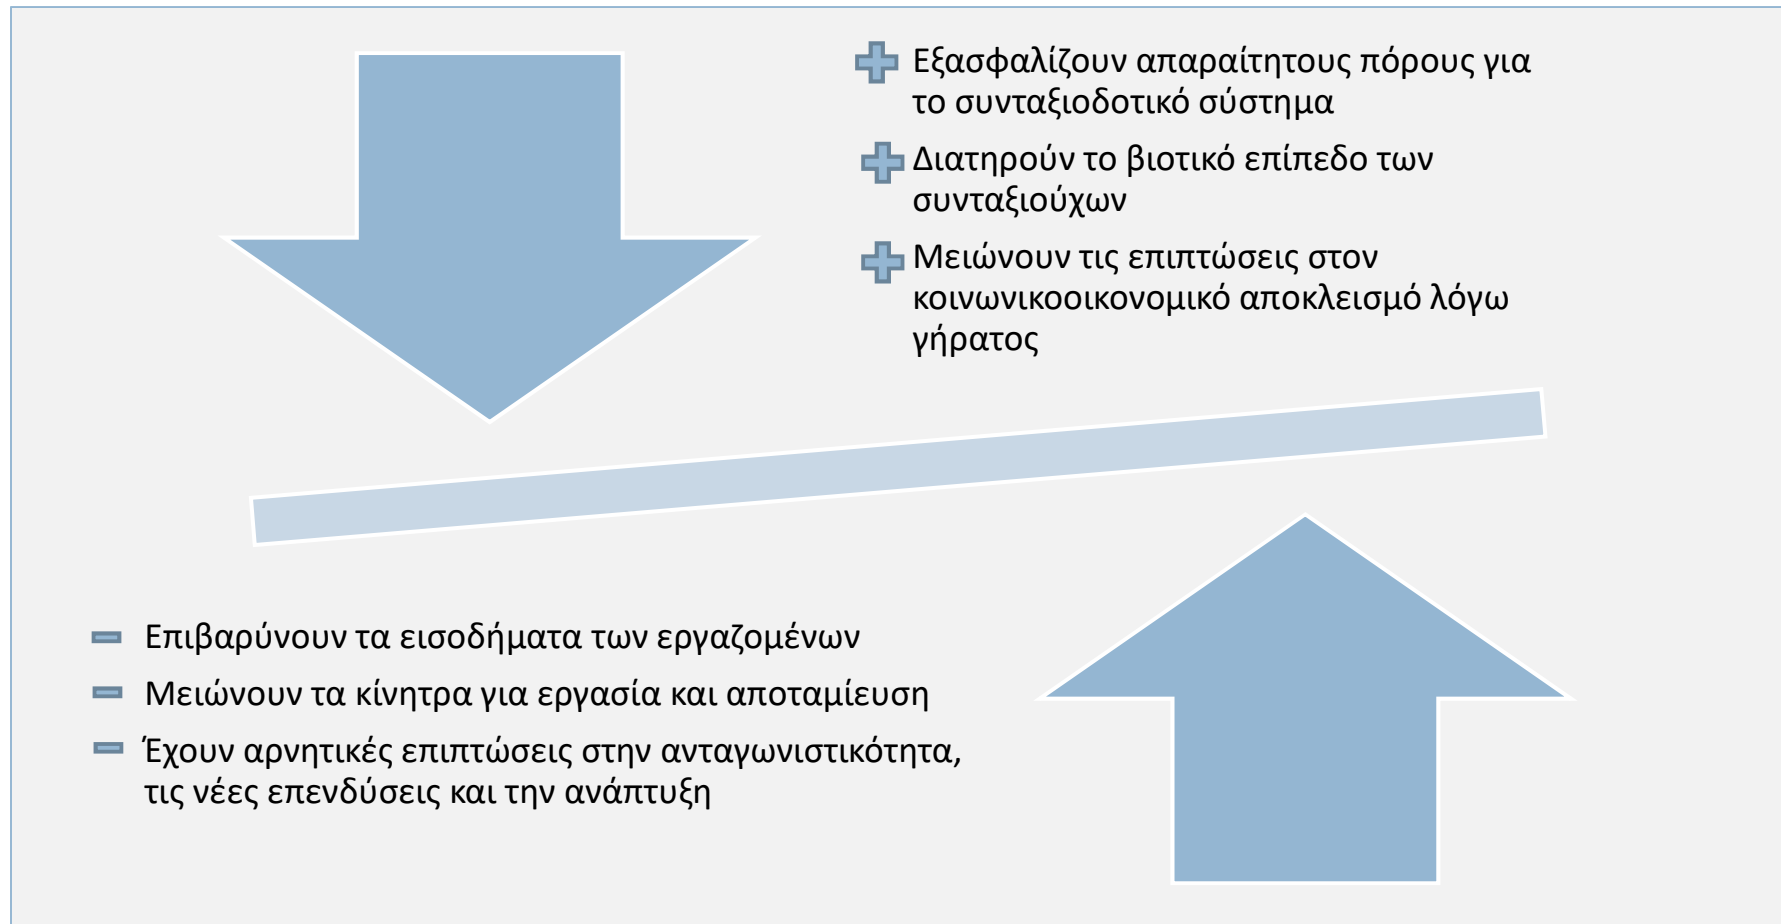 Εξασφαλίζουν απαραίτητους πόρους για
το συνταξιοδοτικό σύστημα
Διατηρούν το βιοτικό επίπεδο των
συνταξιούχων
Μειώνουν τις επιπτώσεις στον
κοινωνικοοικονομικό αποκλεισμό λόγω
γήρατος
Επιβαρύνουν τα εισοδήματα των εργαζομένων
Μειώνουν τα κίνητρα για εργασία και αποταμίευση
Έχουν αρνητικές επιπτώσεις στην ανταγωνιστικότητα,
τις νέες επενδύσεις και την ανάπτυξη